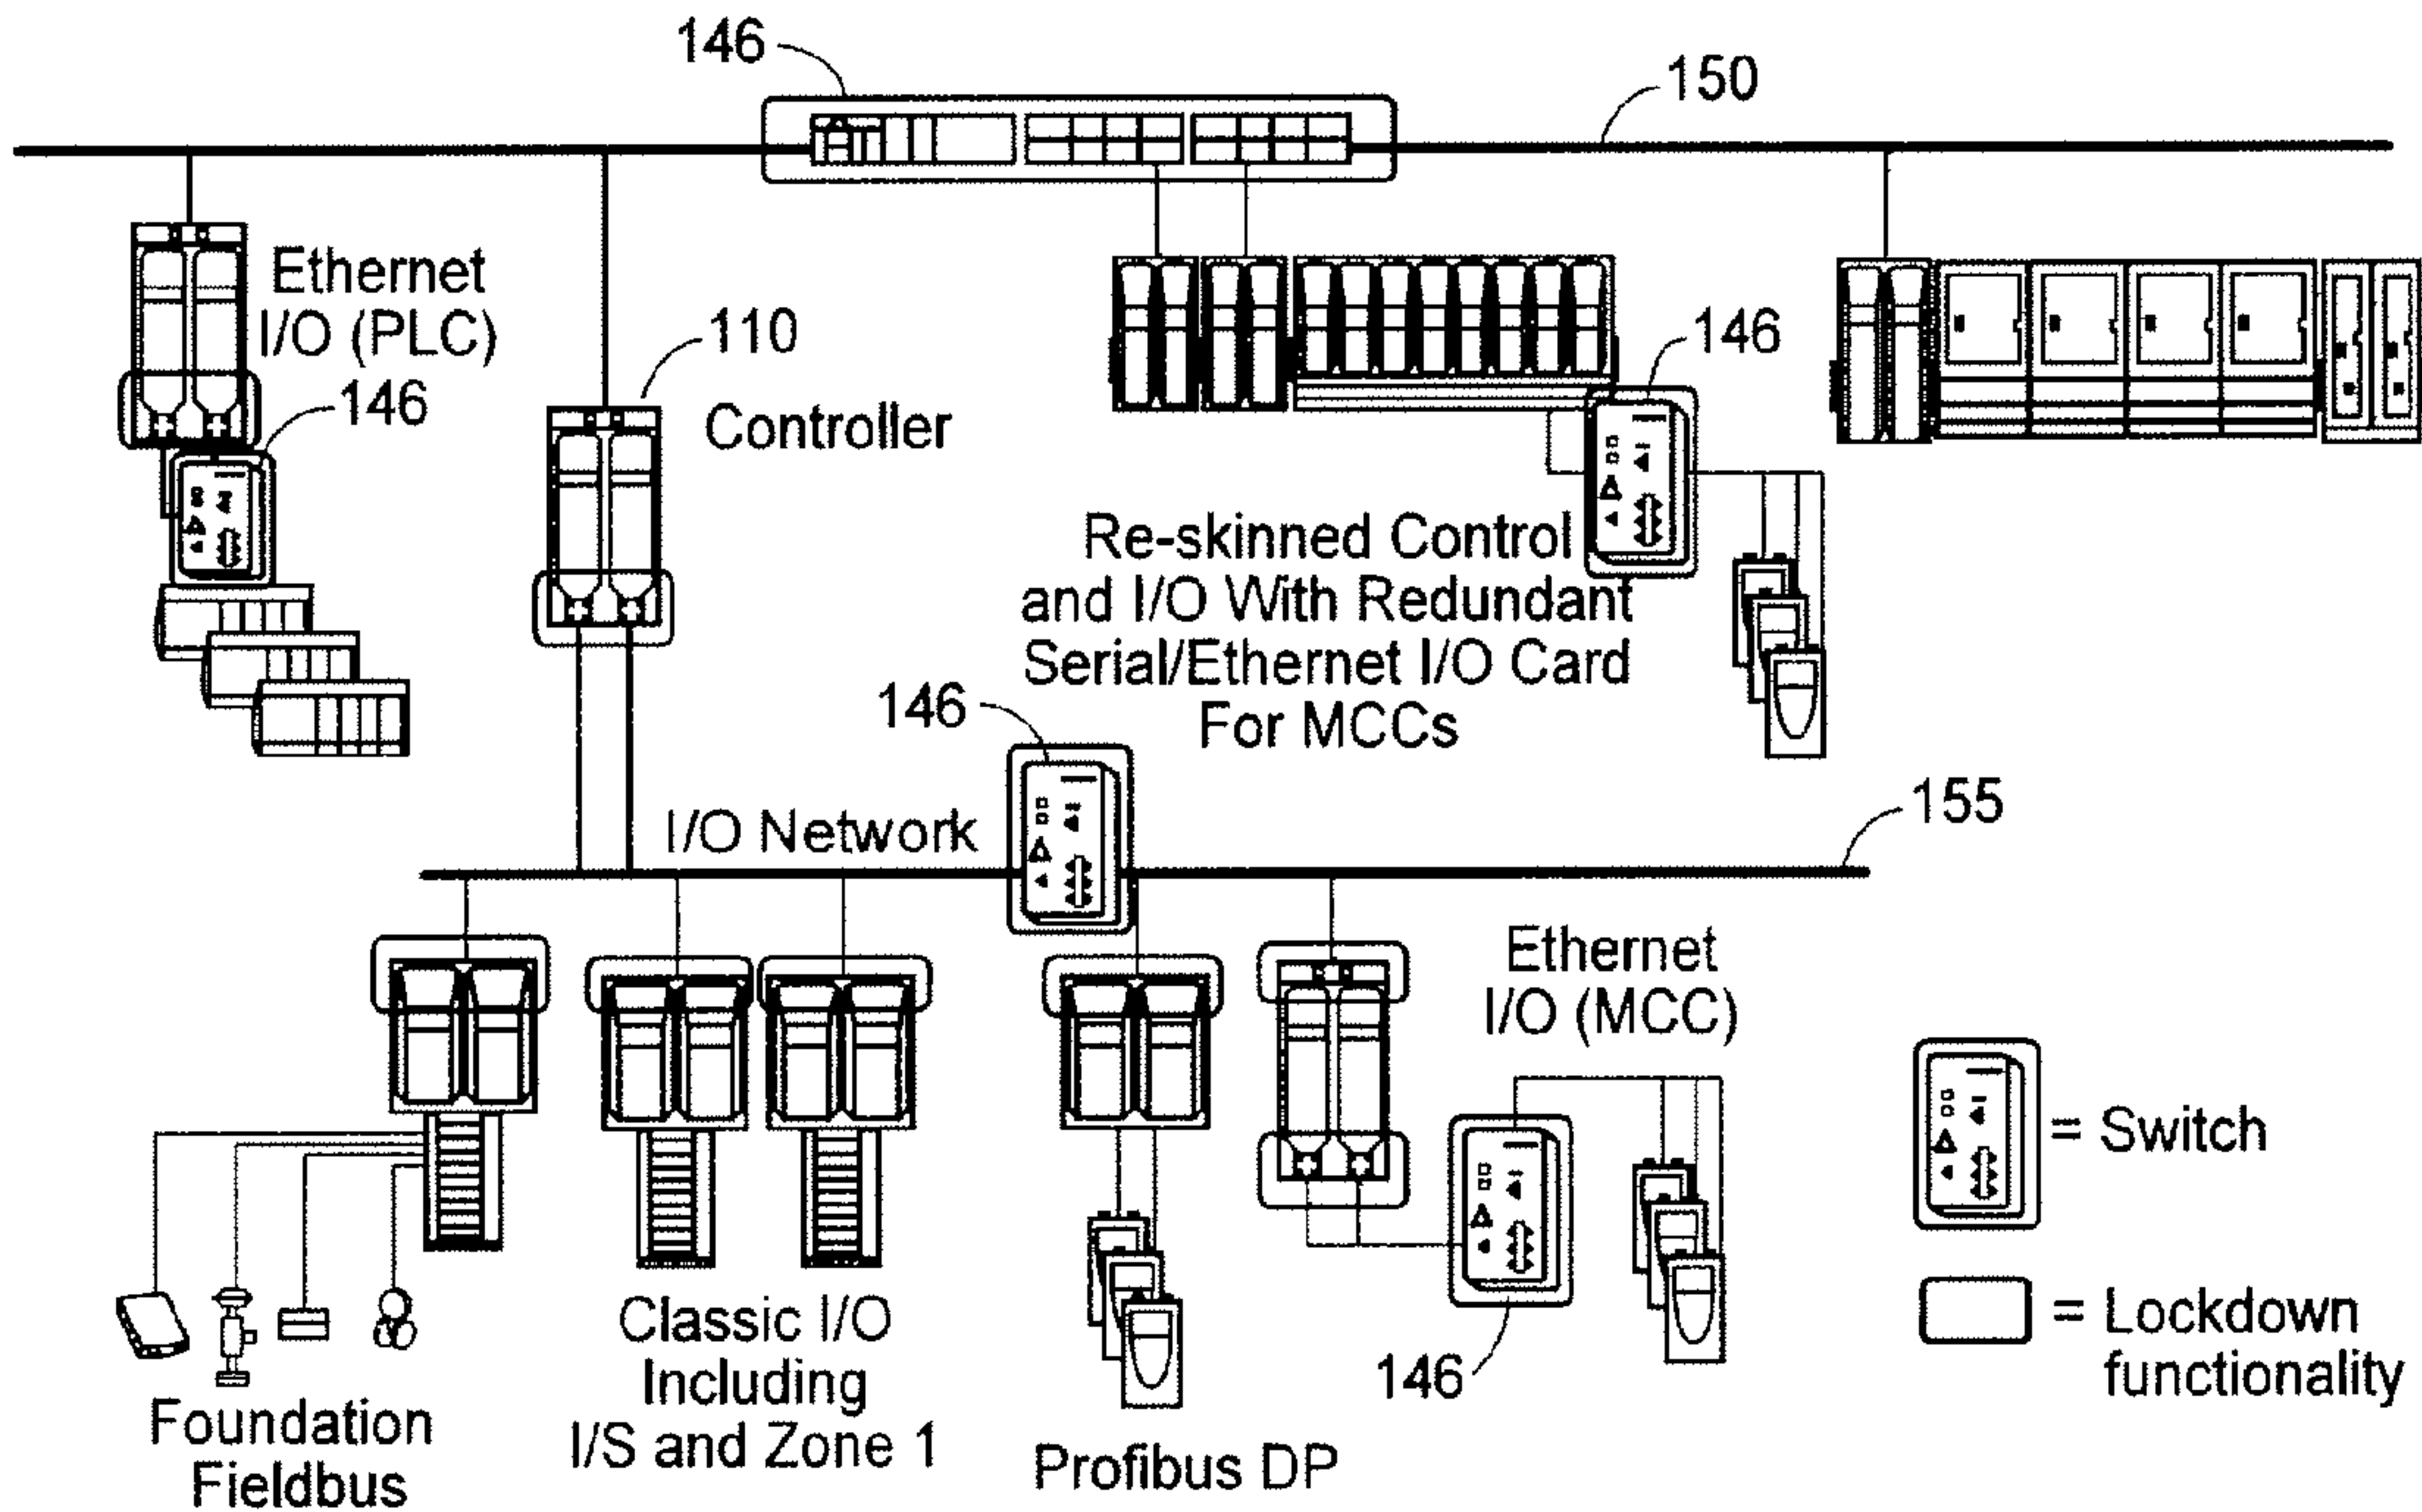 146
150
Ethernet
I/O (PLC)
146
110
Controller
146
Re-skinned Control
and I/O With Redundant
Serial/Ethernet I/O Card
For MCCs
146
I/O Network
155
Ethernet
I/O (MCC)
= Switch
= Lockdown
functionality
146
Classic I/O
Including
I/S and Zone 1
Foundation
Fieldbus
Profibus DP